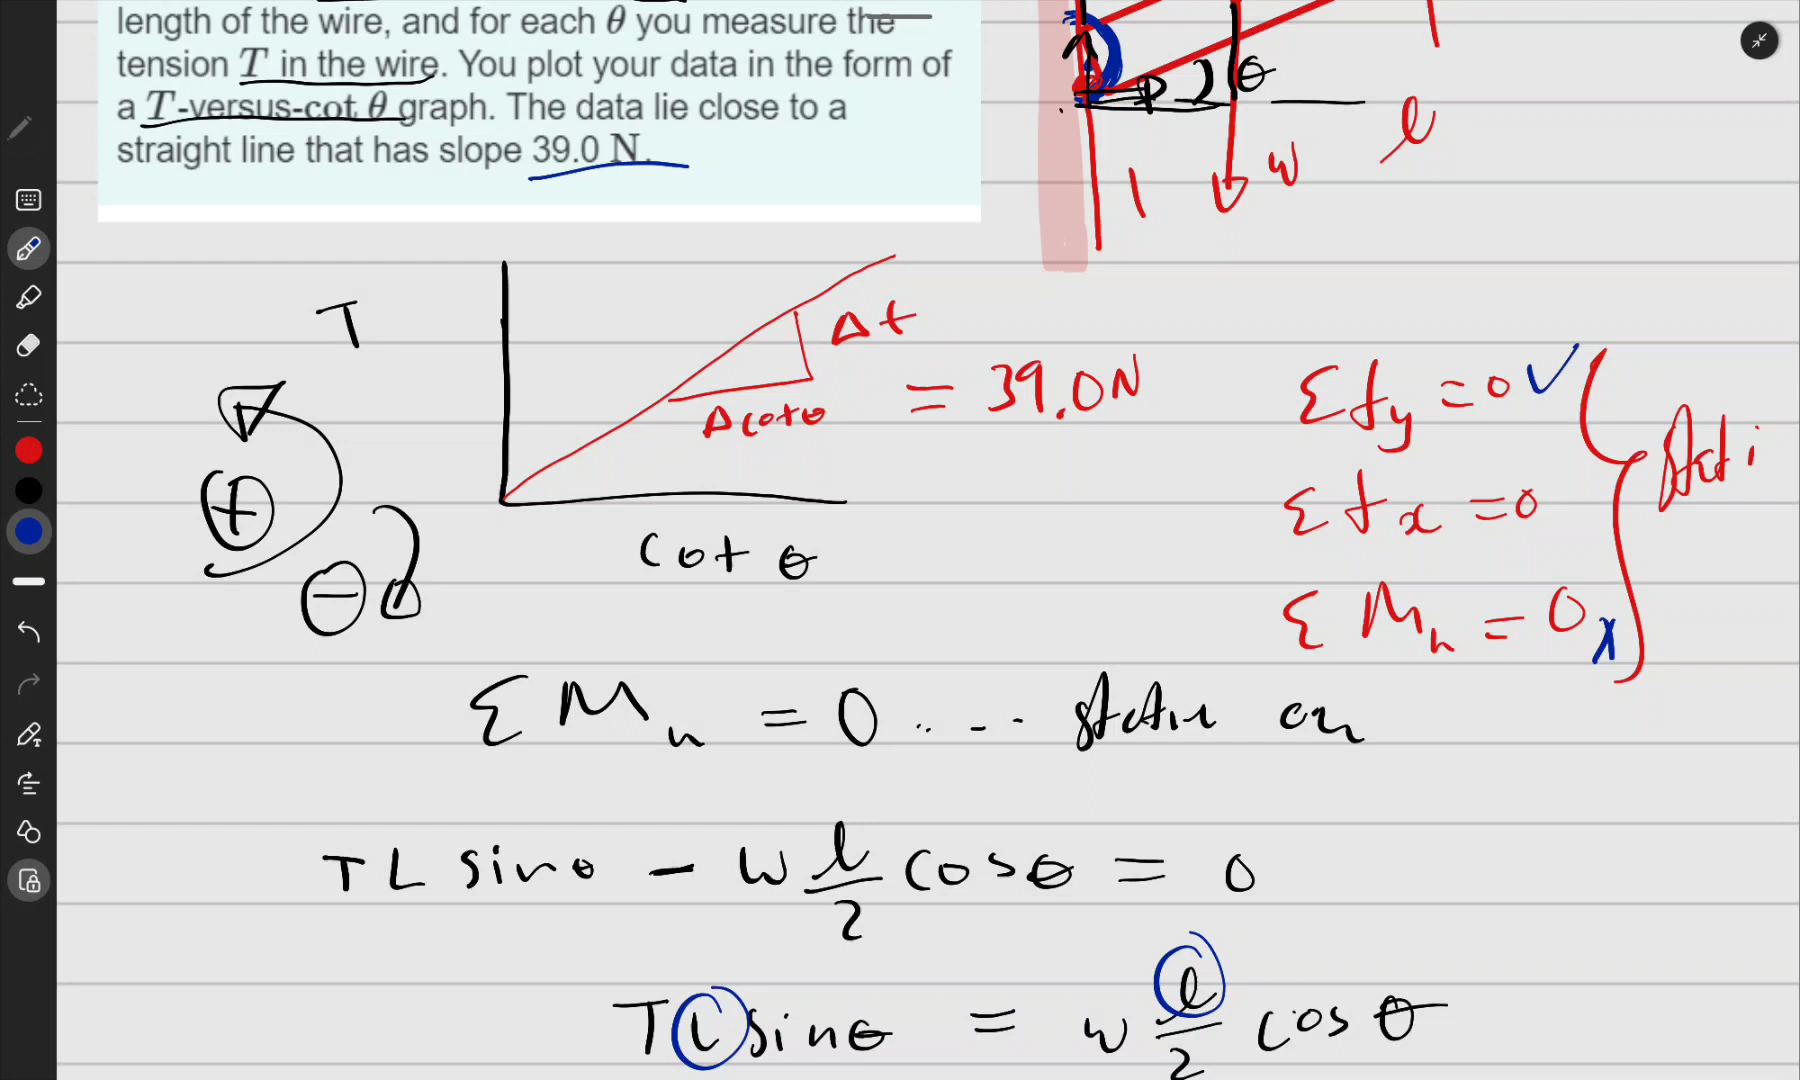 length of the wire, and for each θ you measure the
tension T in the wire. You plot your data in the form of
a T-versus-cot θ graph. The data lie close to a
straight line that has slope 39.0 N.
θ
l
w
T
Δt
Δcotθ
= 39.0N
cot θ
+
−
Σfy = 0
Σfx = 0
ΣMn = 0
ΣMn = 0 ....
TL sinθ − W l/2 cosθ = 0
TL sinθ = w l/2 cosθ